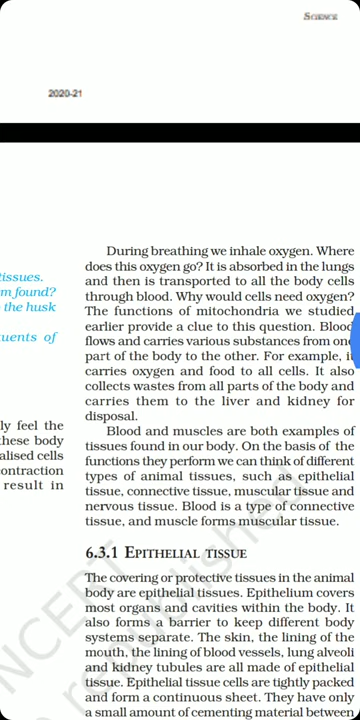 SCIENCE
2020-21
tissues.
m found?
the husk
uents of
ly feel the
these body
alised cells
contraction
result in
During breathing we inhale oxygen. Where
does this oxygen go? It is absorbed in the lungs
and then is transported to all the body cells
through blood. Why would cells need oxygen?
The functions of mitochondria we studied
earlier provide a clue to this question. Blood
flows and carries various substances from one
part of the body to the other. For example, it
carries oxygen and food to all cells. It also
collects wastes from all parts of the body and
carries them to the liver and kidney for
disposal.
Blood and muscles are both examples of
tissues found in our body. On the basis of the
functions they perform we can think of different
types of animal tissues, such as epithelial
tissue, connective tissue, muscular tissue and
nervous tissue. Blood is a type of connective
tissue, and muscle forms muscular tissue.
6.3.1 EPITHELIAL TISSUE
The covering or protective tissues in the animal
body are epithelial tissues. Epithelium covers
most organs and cavities within the body. It
also forms a barrier to keep different body
systems separate. The skin, the lining of the
mouth, the lining of blood vessels, lung alveoli
and kidney tubules are all made of epithelial
tissue. Epithelial tissue cells are tightly packed
and form a continuous sheet. They have only
a small amount of cementing material between